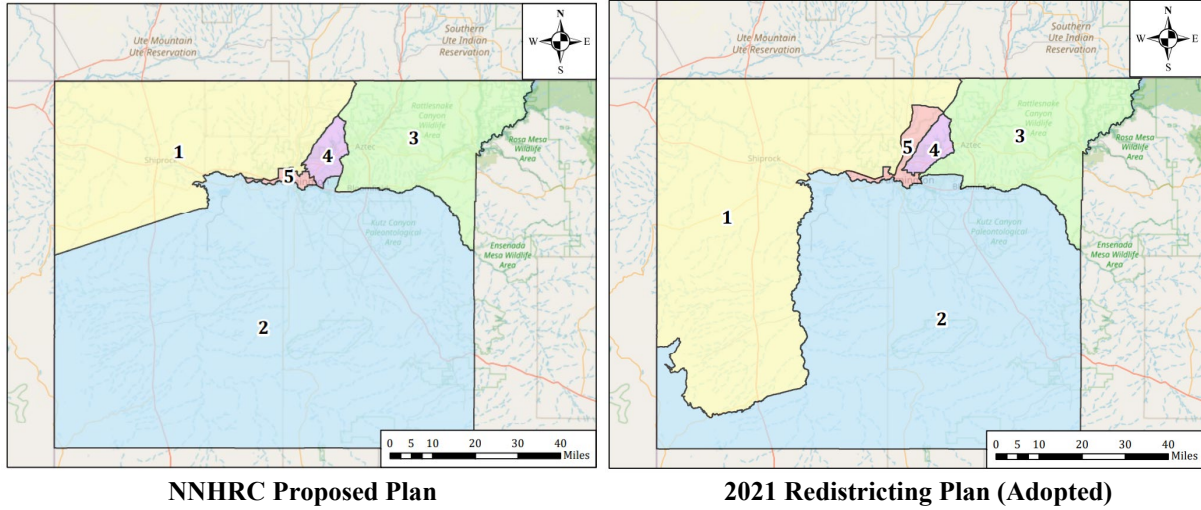 N
W E
S
Ute Mountain
Ute Reservation
Southern
Ute Indian
Reservation
Rattlesnake
Canyon
Wildlife
Area
Rosa Mesa
Wildlife
Area
1
3
4
Aztec
Shiprock
5
Kutz Canyon
Paleontological
Area
Ensenada
Mesa Wildlife
Area
2
0 5 10 20 30 40
Miles
NNHRC Proposed Plan
N
W E
S
Ute Mountain
Ute Reservation
Southern
Ute Indian
Reservation
Rattlesnake
Canyon
Wildlife
Area
Rosa Mesa
Wildlife
Area
3
5
4
Aztec
Shiprock
1
Kutz Canyon
Paleontological
Area
Ensenada
Mesa Wildlife
Area
2
0 5 10 20 30 40
Miles
2021 Redistricting Plan (Adopted)